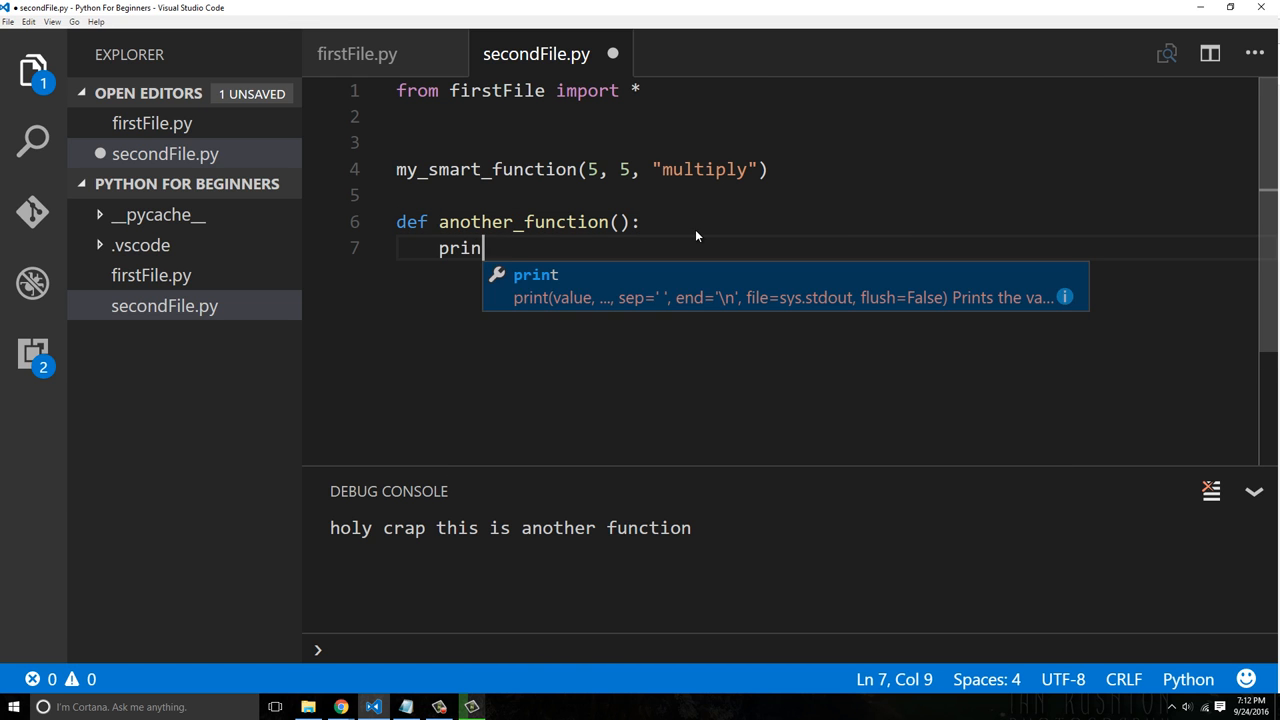 ● secondFile.py - Python For Beginners - Visual Studio Code
File Edit View Go Help
EXPLORER
OPEN EDITORS 1 UNSAVED
firstFile.py
secondFile.py
PYTHON FOR BEGINNERS
__pycache__
.vscode
firstFile.py
secondFile.py
1
2
firstFile.py secondFile.py
1 from firstFile import *
2
3
4 my_smart_function(5, 5, "multiply")
5
6 def another_function():
7 prin
print
print(value, ..., sep=' ', end='\n', file=sys.stdout, flush=False) Prints the va...
DEBUG CONSOLE
holy crap this is another function
0 0 Ln 7, Col 9 Spaces: 4 UTF-8 CRLF Python
I'm Cortana. Ask me anything.
IAN RUSHTON
7:12 PM
9/24/2016